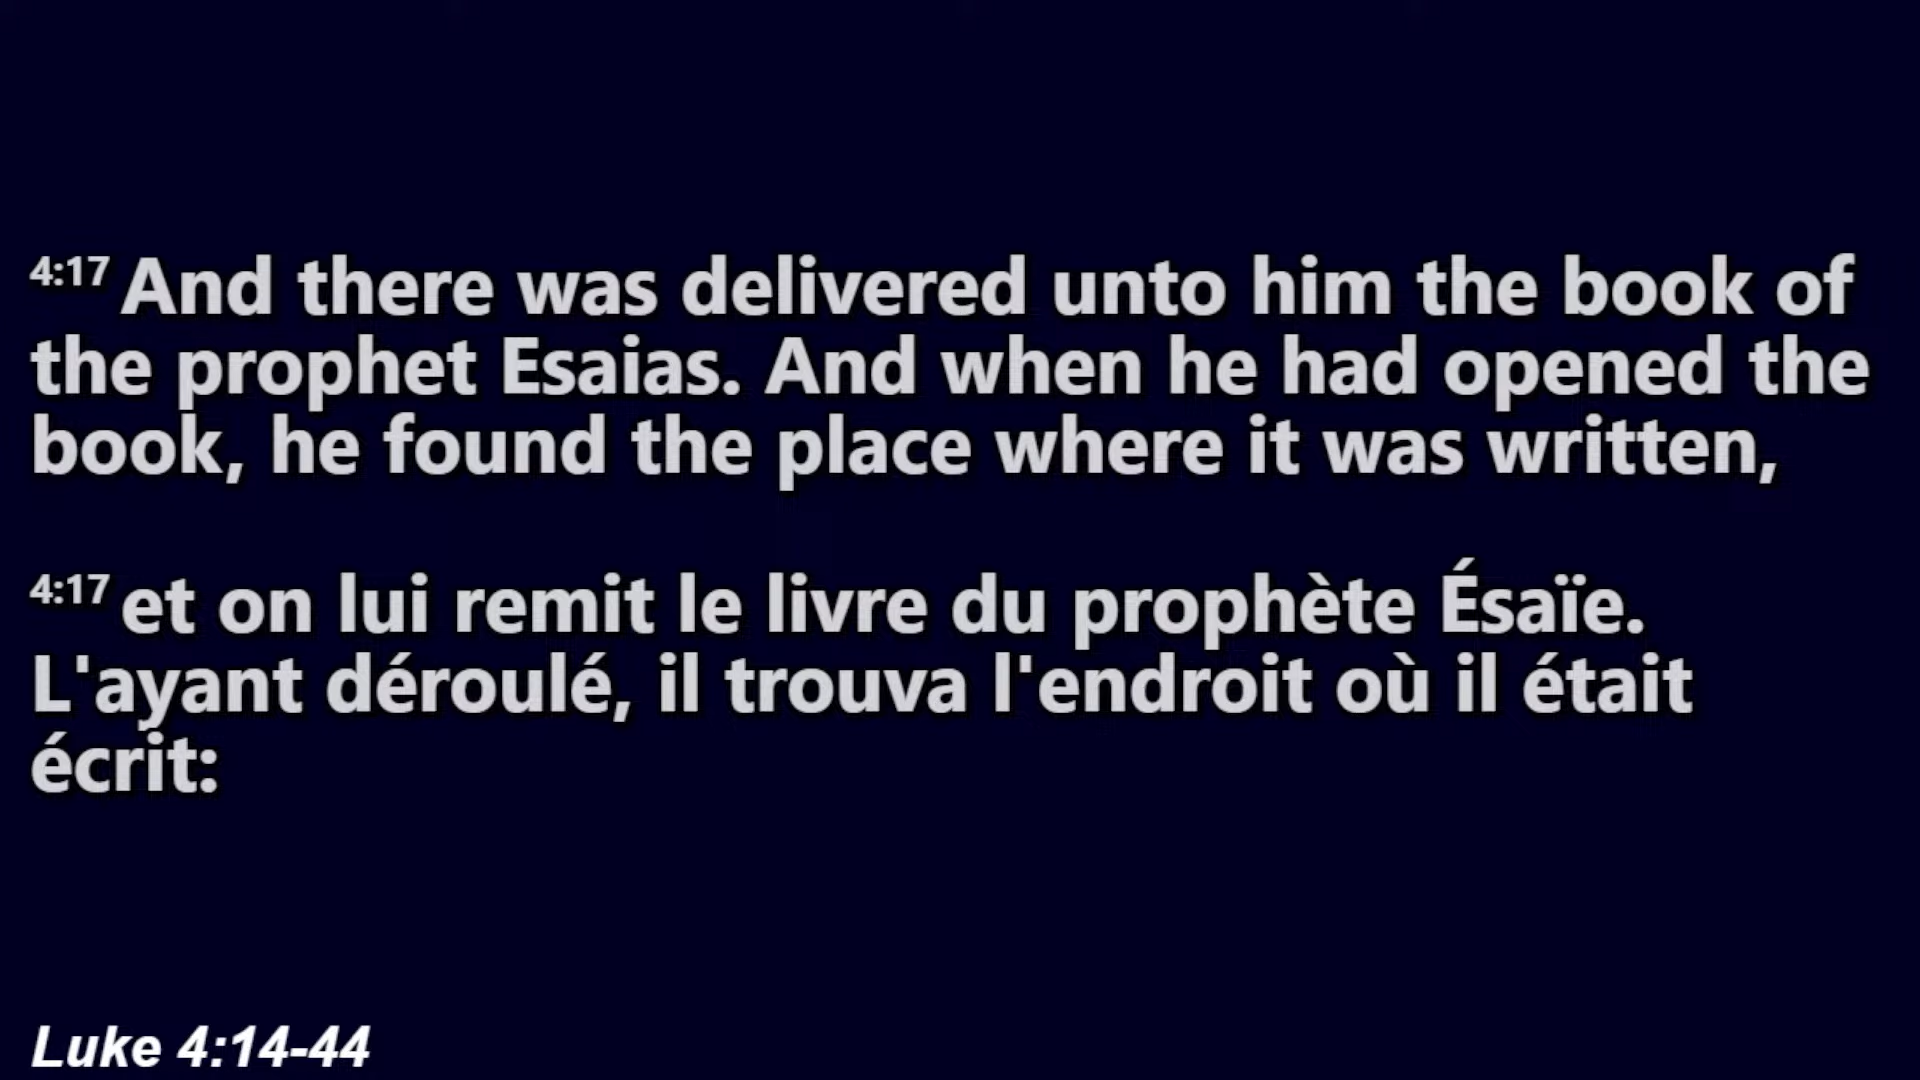 4:17 And there was delivered unto him the book of
the prophet Esaias. And when he had opened the
book, he found the place where it was written,
4:17 et on lui remit le livre du prophète Ésaïe.
L'ayant déroulé, il trouva l'endroit où il était
écrit:
Luke 4:14-44